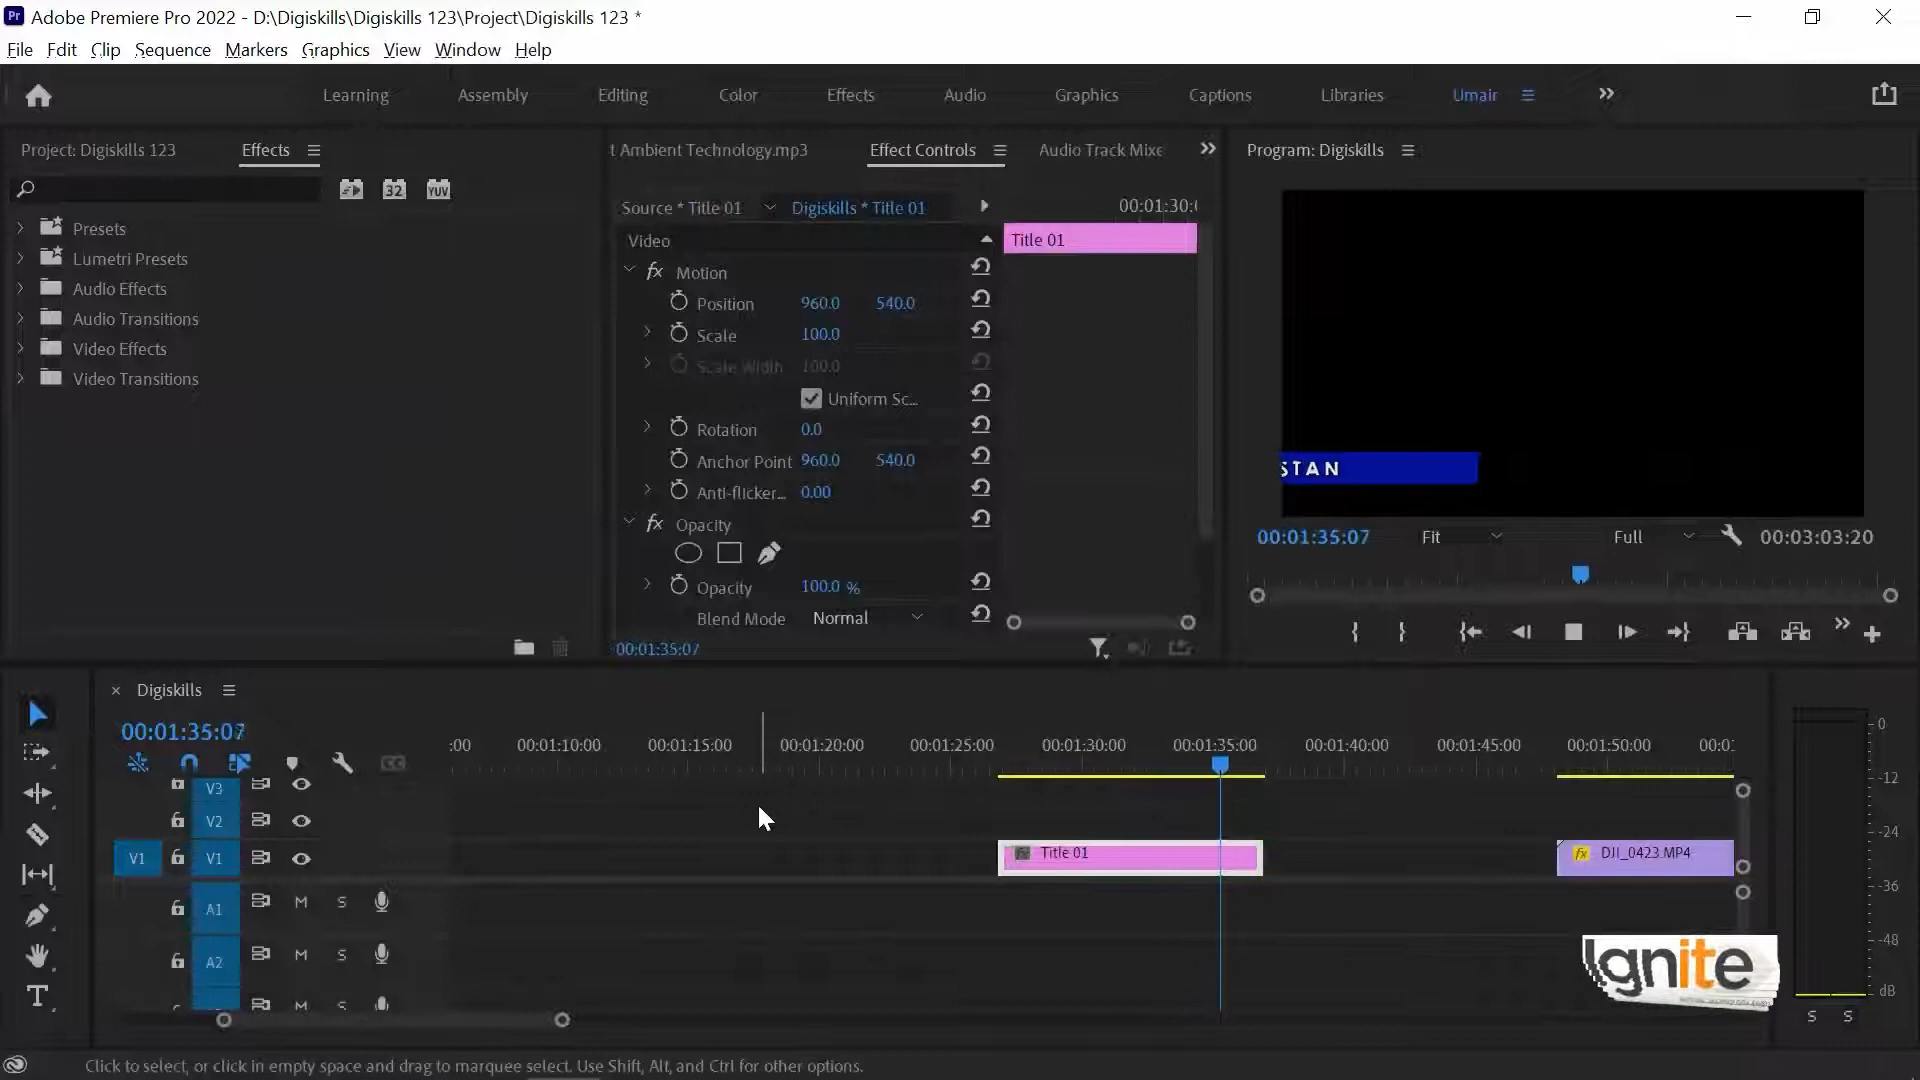 Pr Adobe Premiere Pro 2022 - D:\Digiskills\Digiskills 123\Project\Digiskills 123 *
File Edit Clip Sequence Markers Graphics View Window Help
Learning Assembly Editing Color Effects Audio Graphics Captions Libraries Umair
Project: Digiskills 123 Effects t Ambient Technology.mp3 Effect Controls Audio Track Mixe Program: Digiskills
32 YUV
Source * Title 01 Digiskills * Title 01 00:01:30:
Presets
Video Title 01
Lumetri Presets
Motion
Audio Effects
Position 960.0 540.0
Audio Transitions
Scale 100.0
Video Effects
Scale Width 100.0
Video Transitions
Uniform Sc...
Rotation 0.0
Anchor Point 960.0 540.0
STAN
Anti-flicker... 0.00
fx Opacity
00:01:35:07 Fit Full 00:03:03:20
Opacity 100.0 %
Blend Mode Normal
00:01:35:07
Digiskills
00:01:35:07
:00 00:01:10:00 00:01:15:00 00:01:20:00 00:01:25:00 00:01:30:00 00:01:35:00 00:01:40:00 00:01:45:00 00:01:50:00 00:0
V3
V2
V1 V1 fx Title 01 fx DJI_0423.MP4
A1 M S
A2 M S
M S
0
-12
-24
-36
-48
dB
S S
Ignite
Click to select, or click in empty space and drag to marquee select. Use Shift, Alt, and Ctrl for other options.